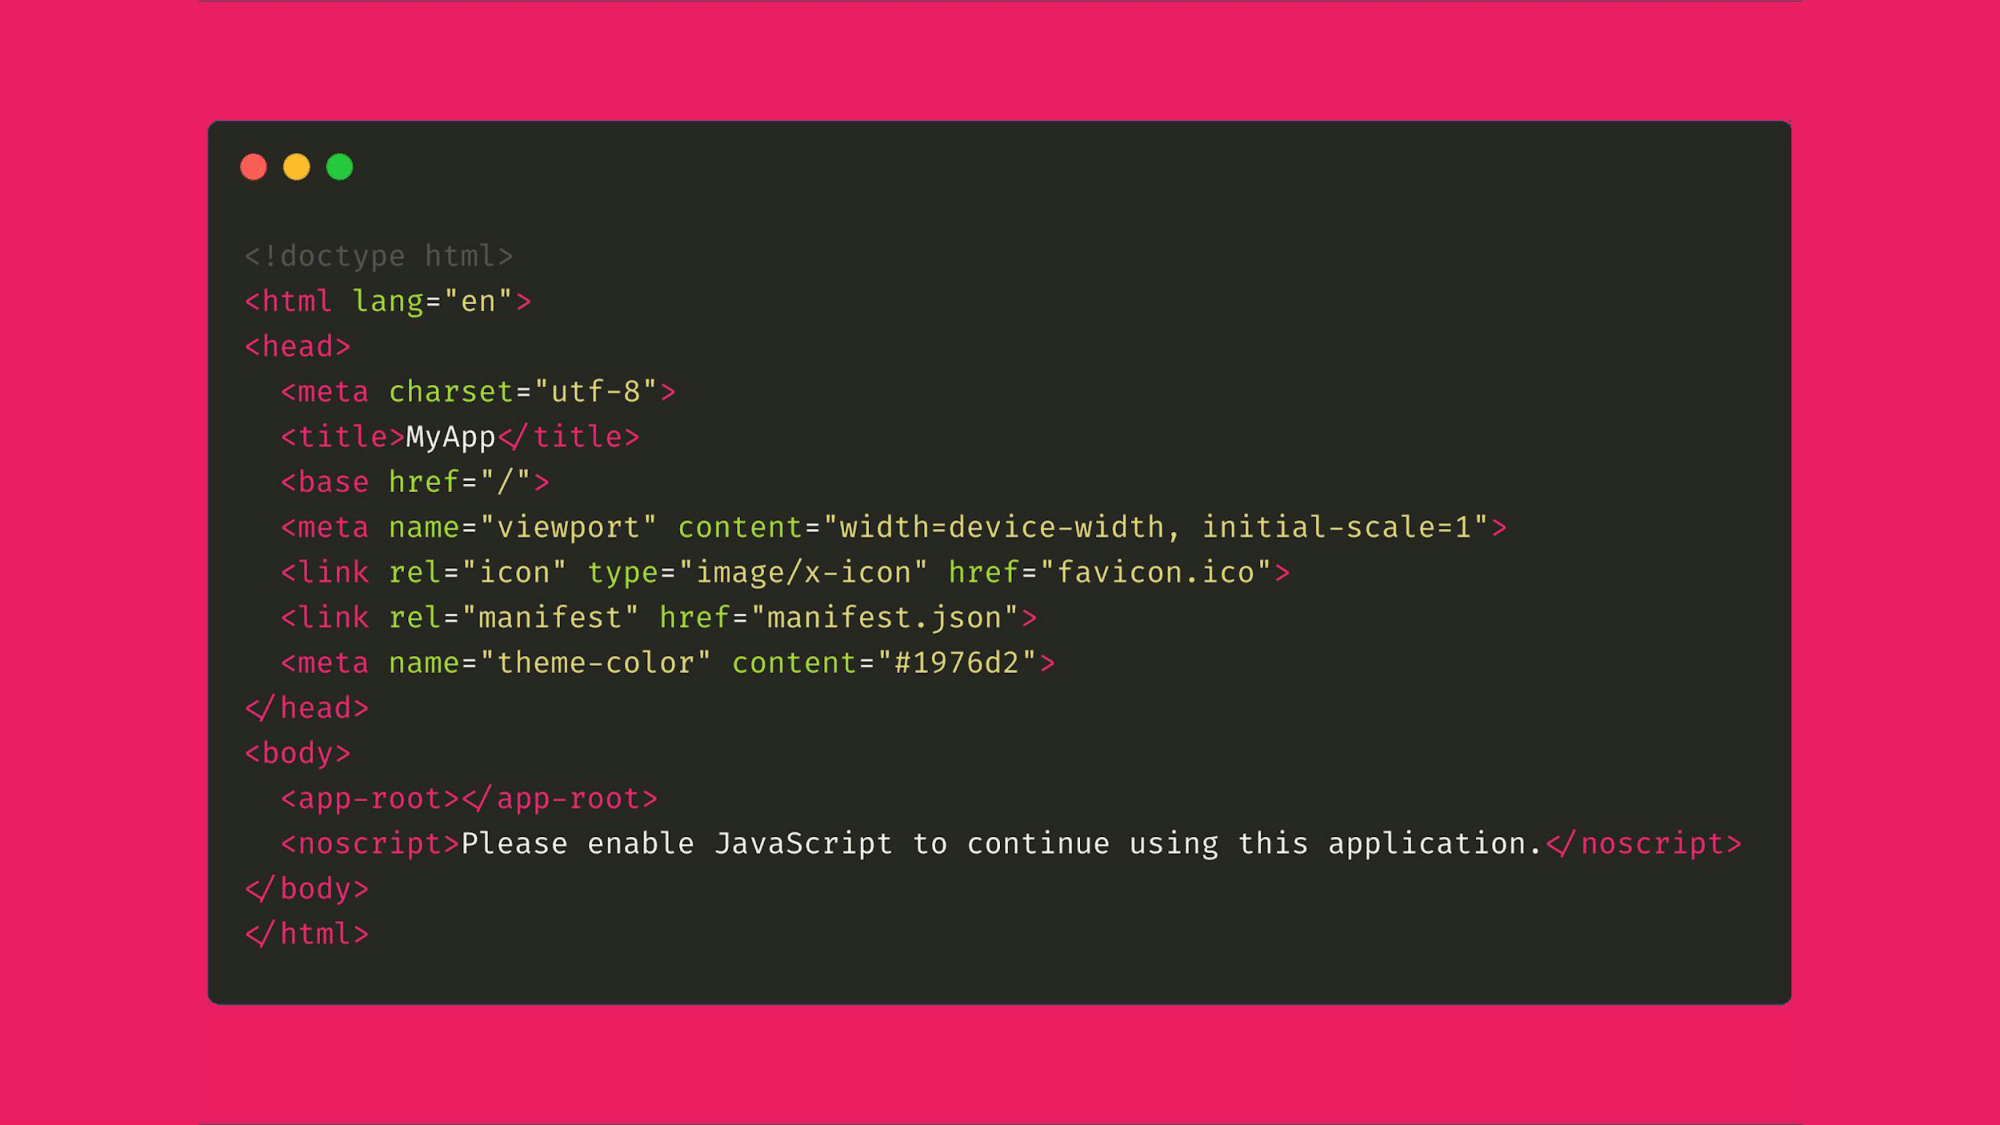 <!doctype html>
<html lang="en">
<head>
  <meta charset="utf-8">
  <title>MyApp</title>
  <base href="/">
  <meta name="viewport" content="width=device-width, initial-scale=1">
  <link rel="icon" type="image/x-icon" href="favicon.ico">
  <link rel="manifest" href="manifest.json">
  <meta name="theme-color" content="#1976d2">
</head>
<body>
  <app-root></app-root>
  <noscript>Please enable JavaScript to continue using this application.</noscript>
</body>
</html>